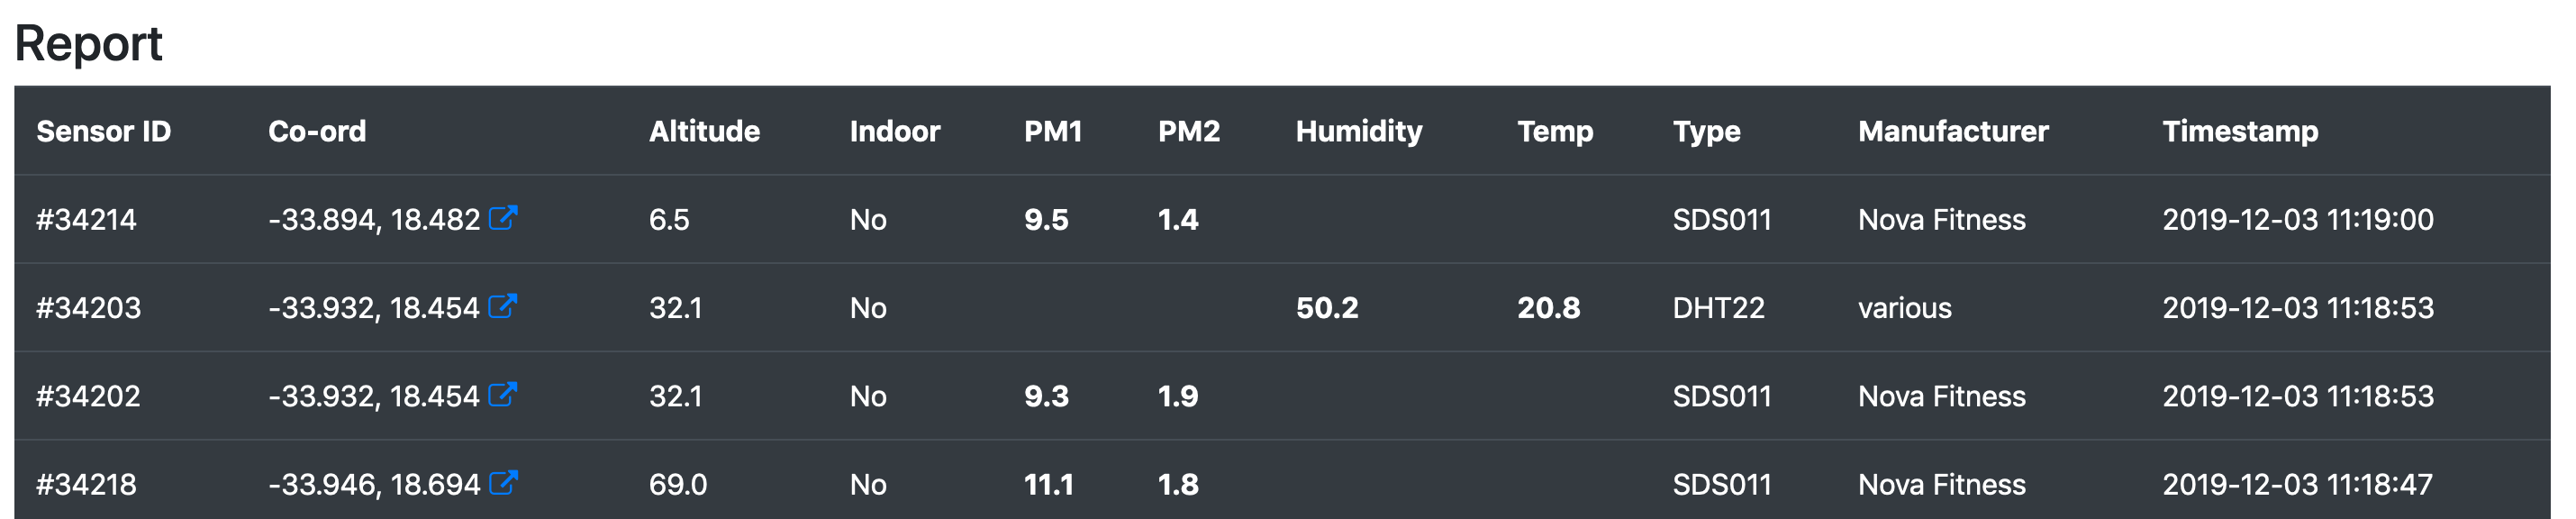 Report
Sensor ID Co-ord Altitude Indoor PM1 PM2 Humidity Temp Type Manufacturer Timestamp
#34214 -33.894, 18.482 6.5 No 9.5 1.4 SDS011 Nova Fitness 2019-12-03 11:19:00
#34203 -33.932, 18.454 32.1 No 50.2 20.8 DHT22 various 2019-12-03 11:18:53
#34202 -33.932, 18.454 32.1 No 9.3 1.9 SDS011 Nova Fitness 2019-12-03 11:18:53
#34218 -33.946, 18.694 69.0 No 11.1 1.8 SDS011 Nova Fitness 2019-12-03 11:18:47